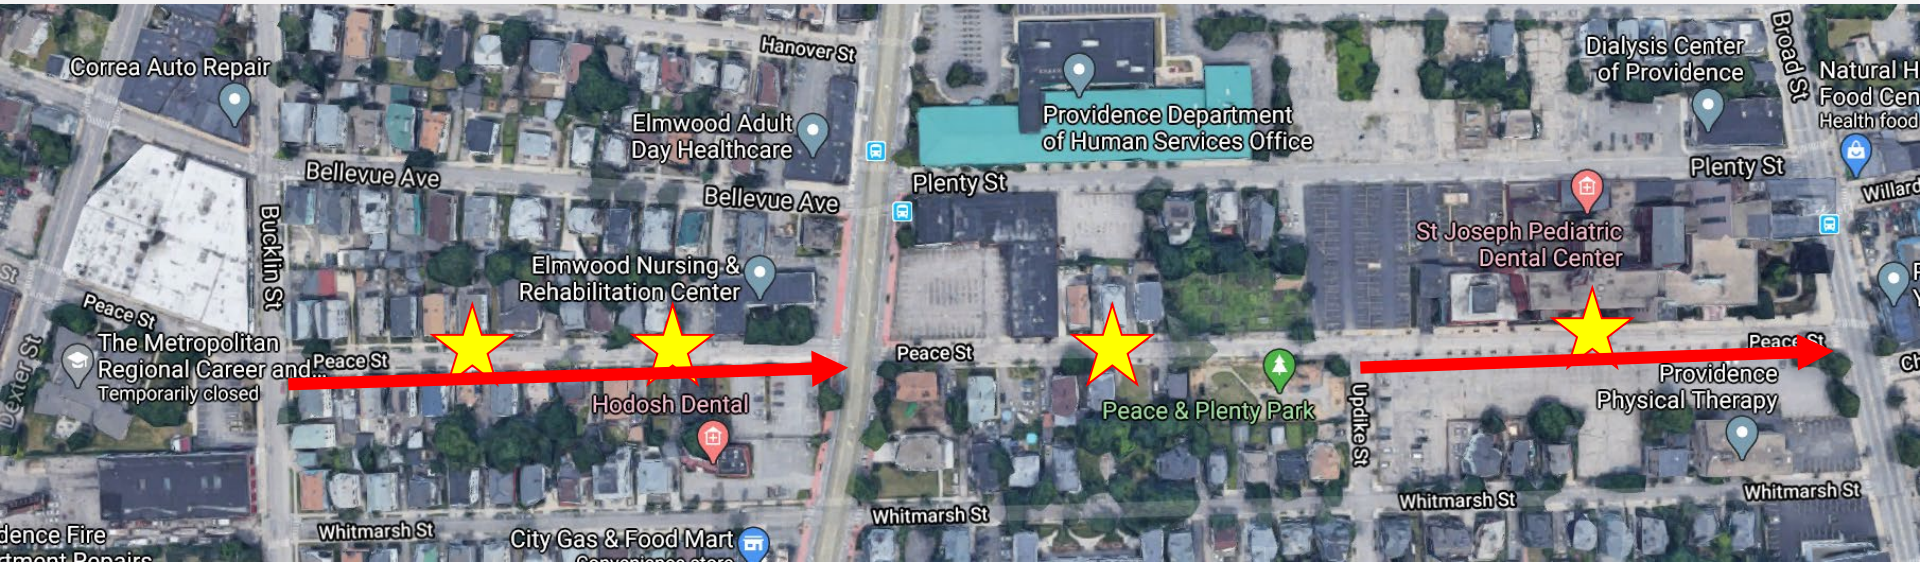 Hanover St
Correa Auto Repair
Dialysis Center
of Providence
Broad St
Natural H
Food Cen
Health food
Elmwood Adult
Day Healthcare
Providence Department
of Human Services Office
Bellevue Ave
Bellevue Ave
Plenty St
Plenty St
Willard
Bucklin St
St Joseph Pediatric
Dental Center
St
Elmwood Nursing &
Rehabilitation Center
Peace St
The Metropolitan
Regional Career and...
Temporarily closed
Dexter St
Peace St
Peace St
Peace St
Hodosh Dental
Peace & Plenty Park
Updike St
Providence
Physical Therapy
Ch
Whitmarsh St
Whitmarsh St
Whitmarsh St
Whitmarsh St
City Gas & Food Mart
Convenience store
dence Fire
rtment Repairs